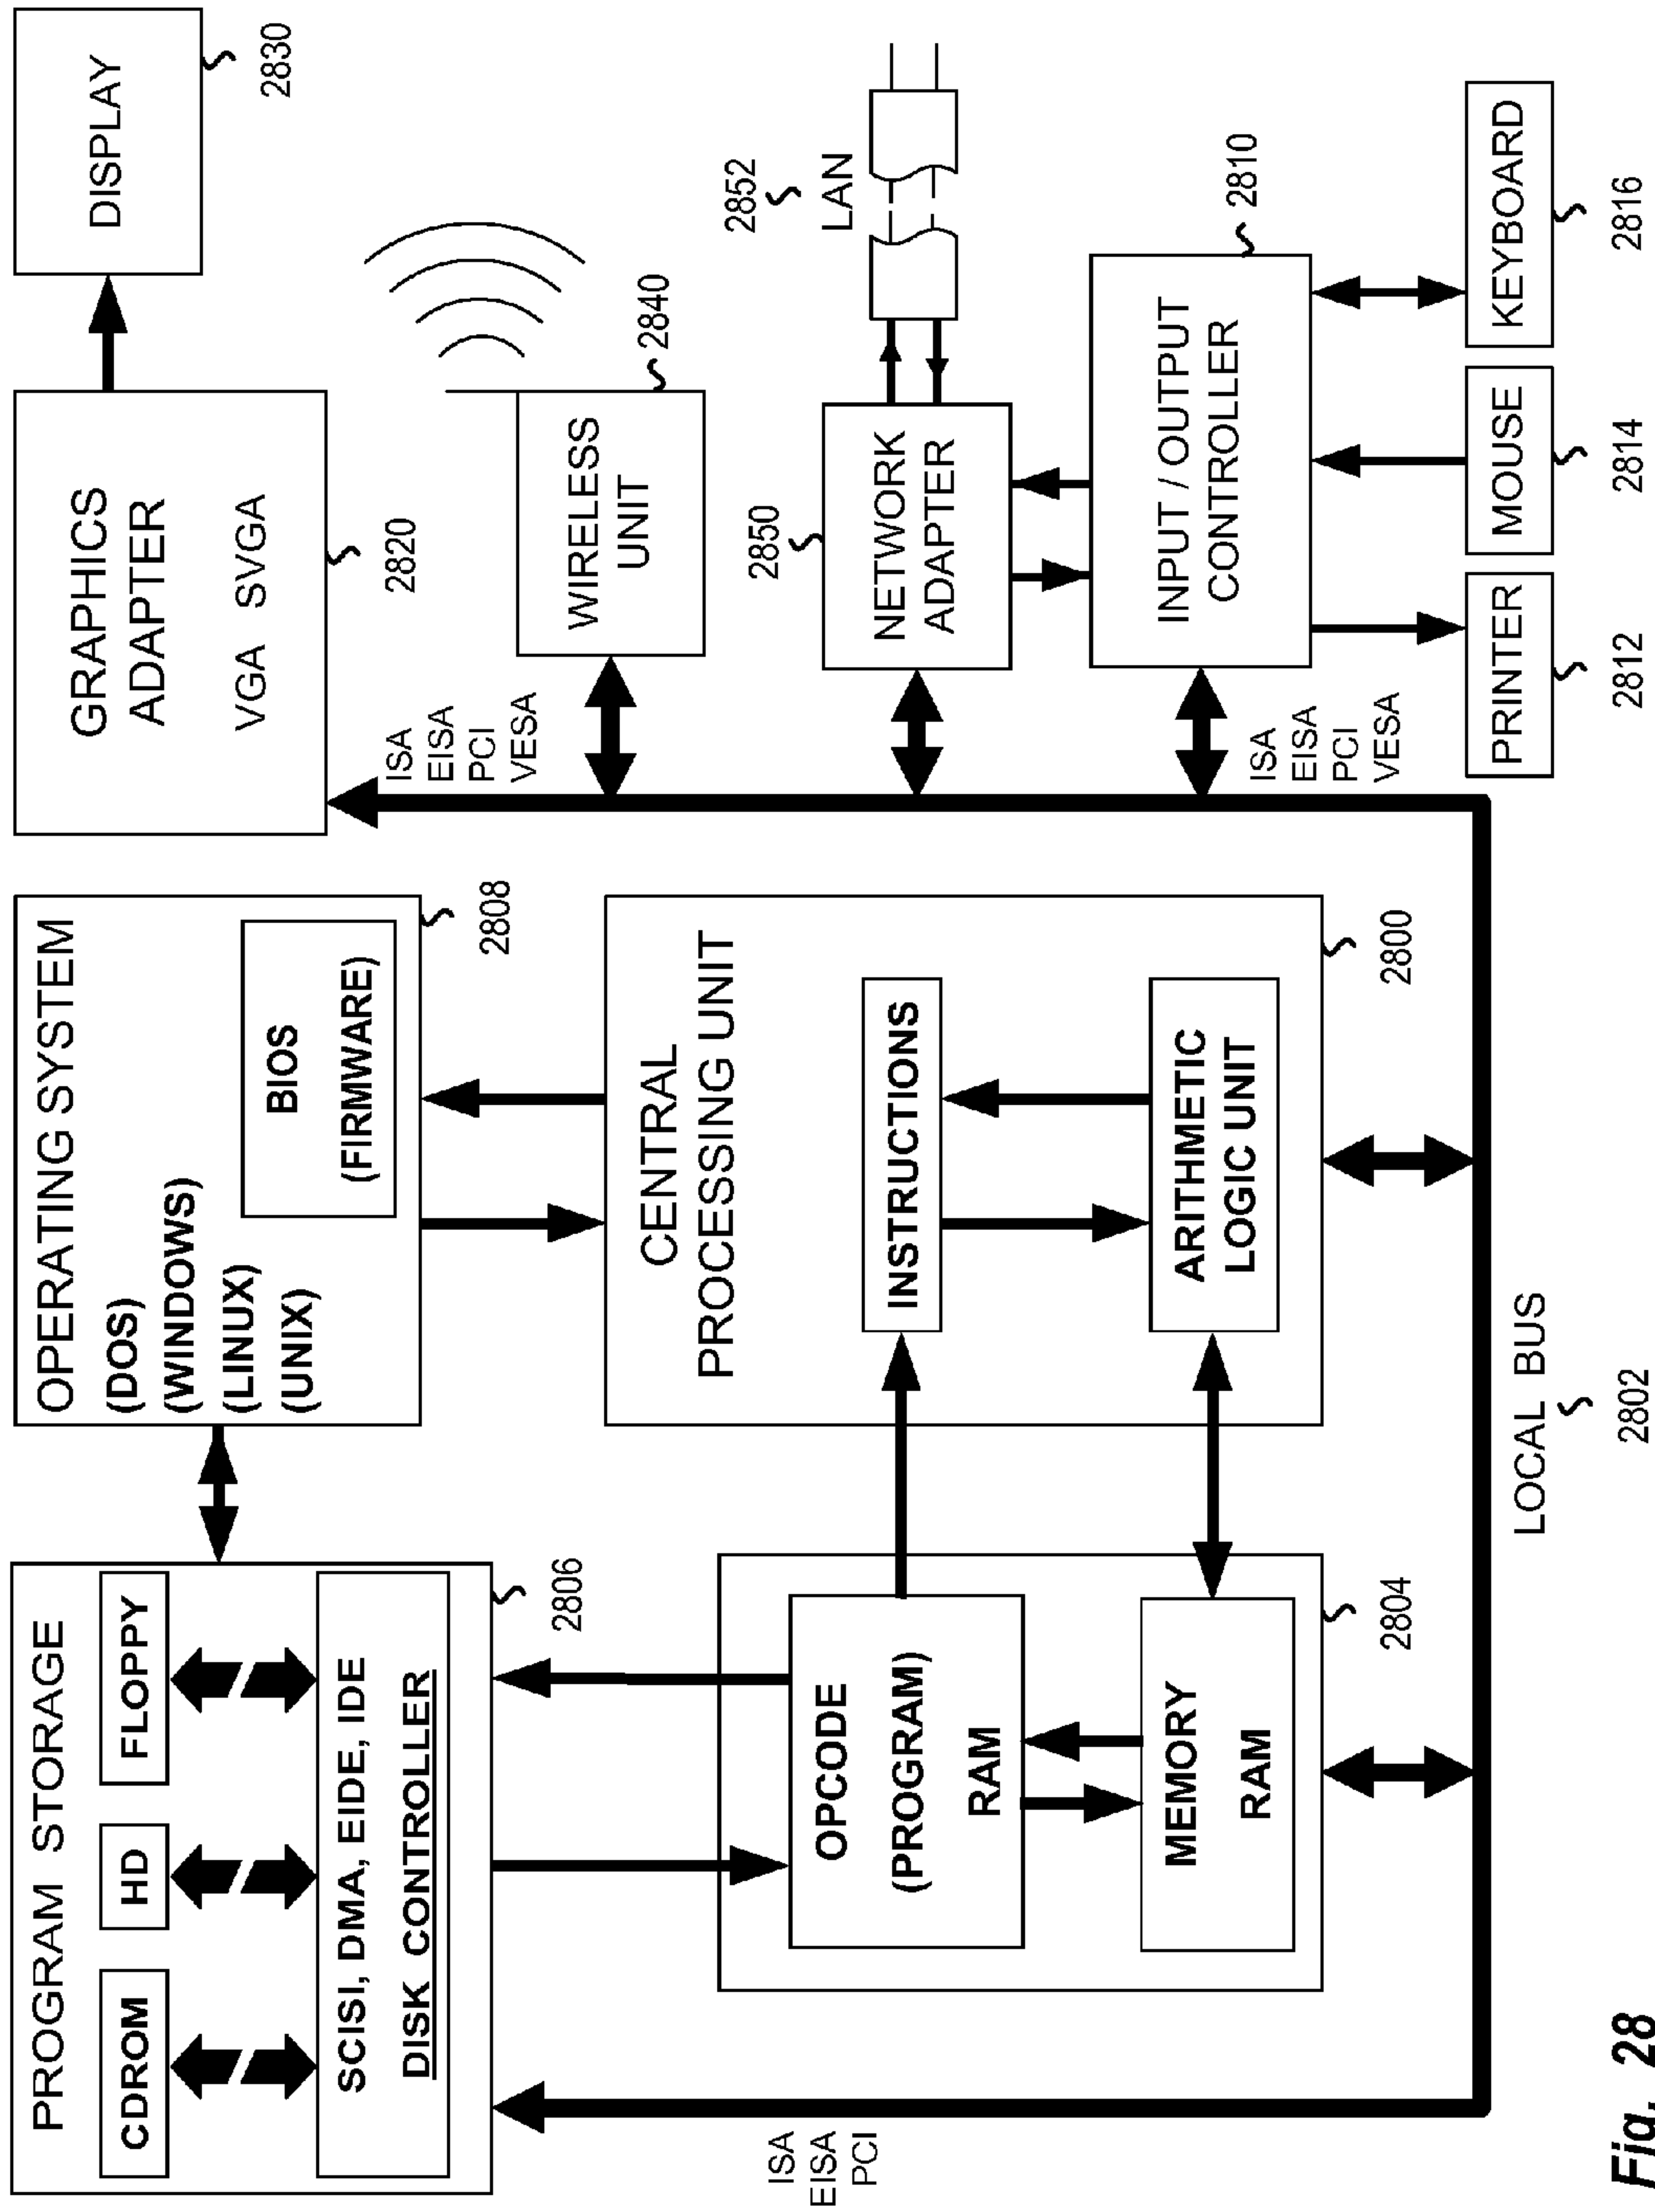 PROGRAM STORAGE
CDROM
HD
FLOPPY
SCISI, DMA, EIDE, IDE
DISK CONTROLLER
2806
OPERATING SYSTEM
(DOS)
(WINDOWS)
(LINUX)
(UNIX)
BIOS
(FIRMWARE)
2808
GRAPHICS
ADAPTER
VGA SVGA
2820
DISPLAY
2830
ISA
EISA
PCI
VESA
WIRELESS
UNIT
2840
CENTRAL
PROCESSING UNIT
INSTRUCTIONS
ARITHMETIC
LOGIC UNIT
2800
OPCODE
(PROGRAM)
RAM
MEMORY
RAM
2804
ISA
EISA
PCI
2850
NETWORK
ADAPTER
2852
LAN
INPUT / OUTPUT
CONTROLLER
2810
ISA
EISA
PCI
VESA
PRINTER
2812
MOUSE
2814
KEYBOARD
2816
LOCAL BUS
2802
Fig. 28